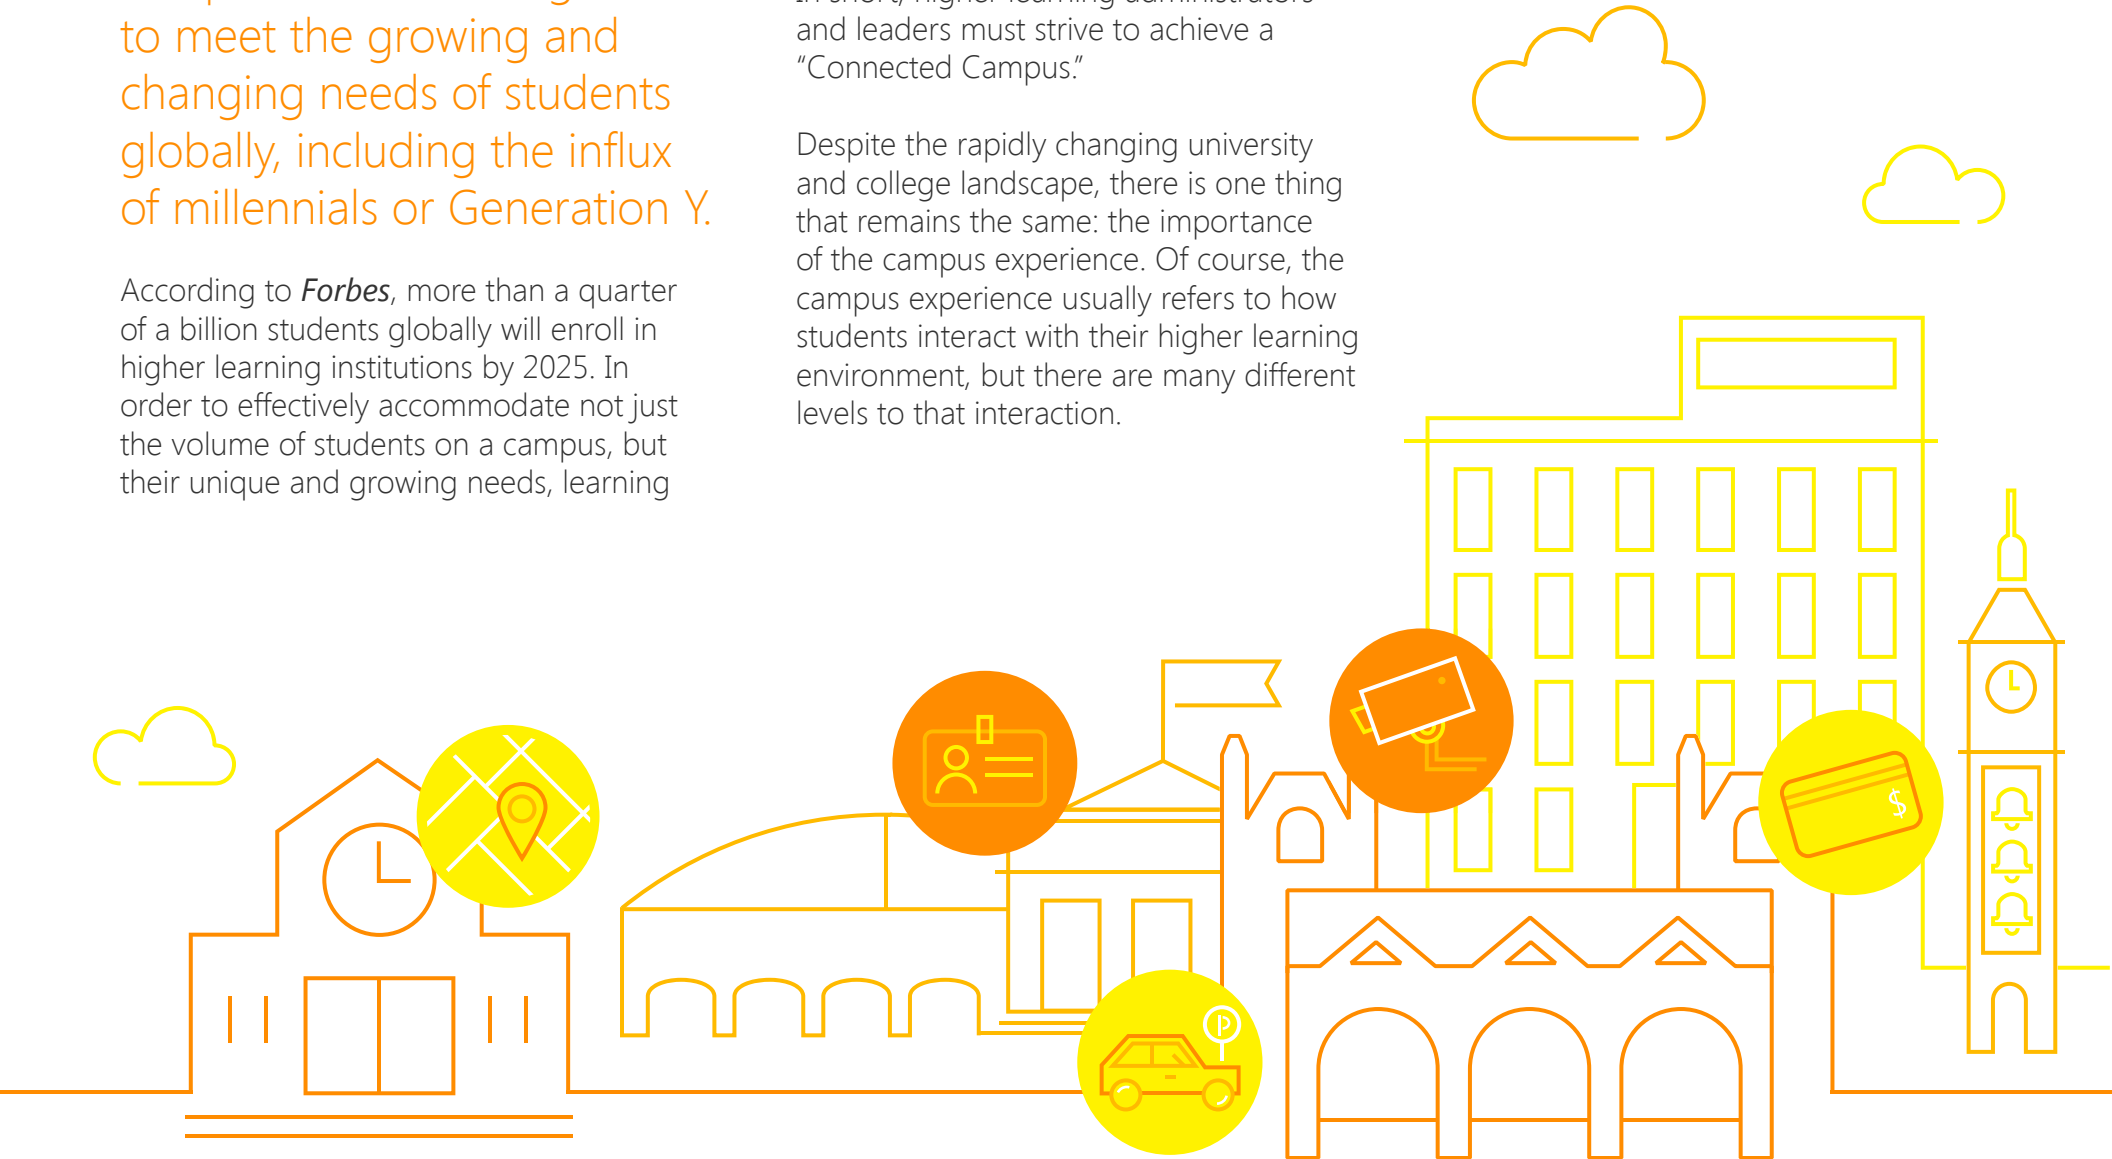 to meet the growing and
changing needs of students
globally, including the influx
of millennials or Generation Y.
According to Forbes, more than a quarter
of a billion students globally will enroll in
higher learning institutions by 2025. In
order to effectively accommodate not just
the volume of students on a campus, but
their unique and growing needs, learning
In short, higher learning administrators
and leaders must strive to achieve a
“Connected Campus.”
Despite the rapidly changing university
and college landscape, there is one thing
that remains the same: the importance
of the campus experience. Of course, the
campus experience usually refers to how
students interact with their higher learning
environment, but there are many different
levels to that interaction.
$
P